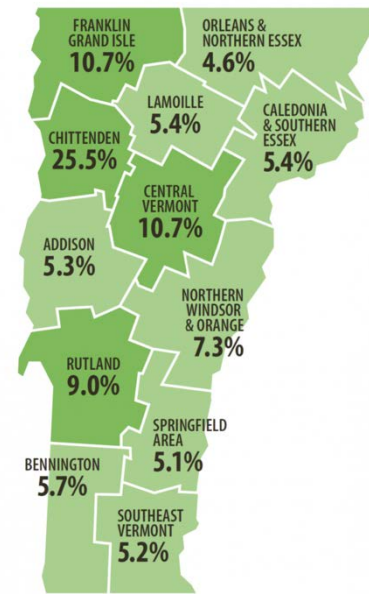 FRANKLIN
GRAND ISLE
10.7%
ORLEANS &
NORTHERN ESSEX
4.6%
LAMOILLE
5.4%
CALEDONIA
& SOUTHERN
ESSEX
5.4%
CHITTENDEN
25.5%
CENTRAL
VERMONT
10.7%
ADDISON
5.3%
NORTHERN
WINDSOR
& ORANGE
7.3%
RUTLAND
9.0%
SPRINGFIELD
AREA
5.1%
BENNINGTON
5.7%
SOUTHEAST
VERMONT
5.2%